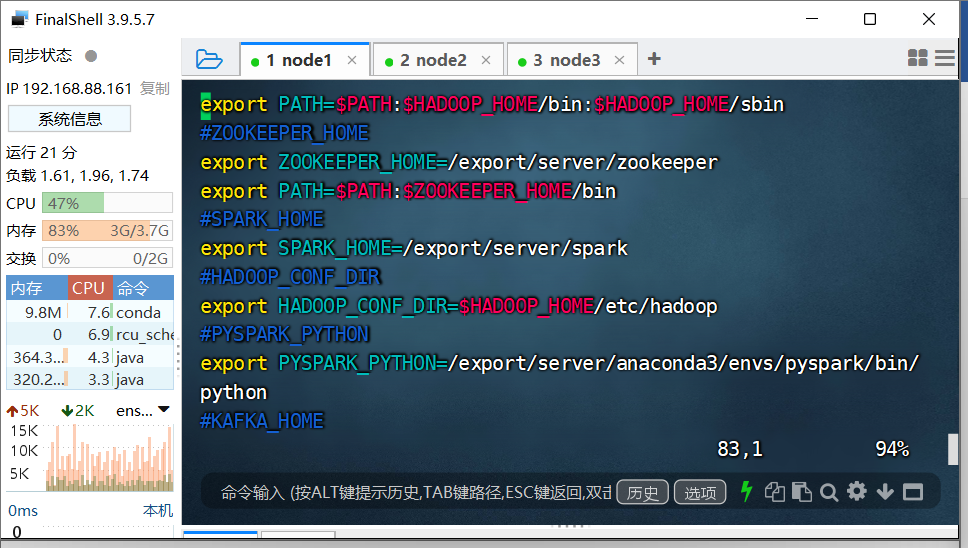 FinalShell 3.9.5.7
同步状态
IP 192.168.88.161 复制
系统信息
运行 21 分
负载 1.61, 1.96, 1.74
CPU 47%
内存 83% 3G/3.7G
交换 0% 0/2G
内存 CPU 命令
9.8M 7.6 conda
0 6.9 rcu_sche
364.3... 4.3 java
320.2... 3.3 java
5K 2K ens...
15K
10K
5K
0ms 本机
0
1 node1
2 node2
3 node3
export PATH=$PATH:$HADOOP_HOME/bin:$HADOOP_HOME/sbin
#ZOOKEEPER_HOME
export ZOOKEEPER_HOME=/export/server/zookeeper
export PATH=$PATH:$ZOOKEEPER_HOME/bin
#SPARK_HOME
export SPARK_HOME=/export/server/spark
#HADOOP_CONF_DIR
export HADOOP_CONF_DIR=$HADOOP_HOME/etc/hadoop
#PYSPARK_PYTHON
export PYSPARK_PYTHON=/export/server/anaconda3/envs/pyspark/bin/
python
#KAFKA_HOME
83,1 94%
命令输入 (按ALT键提示历史,TAB键路径,ESC键返回,双击 历史 选项